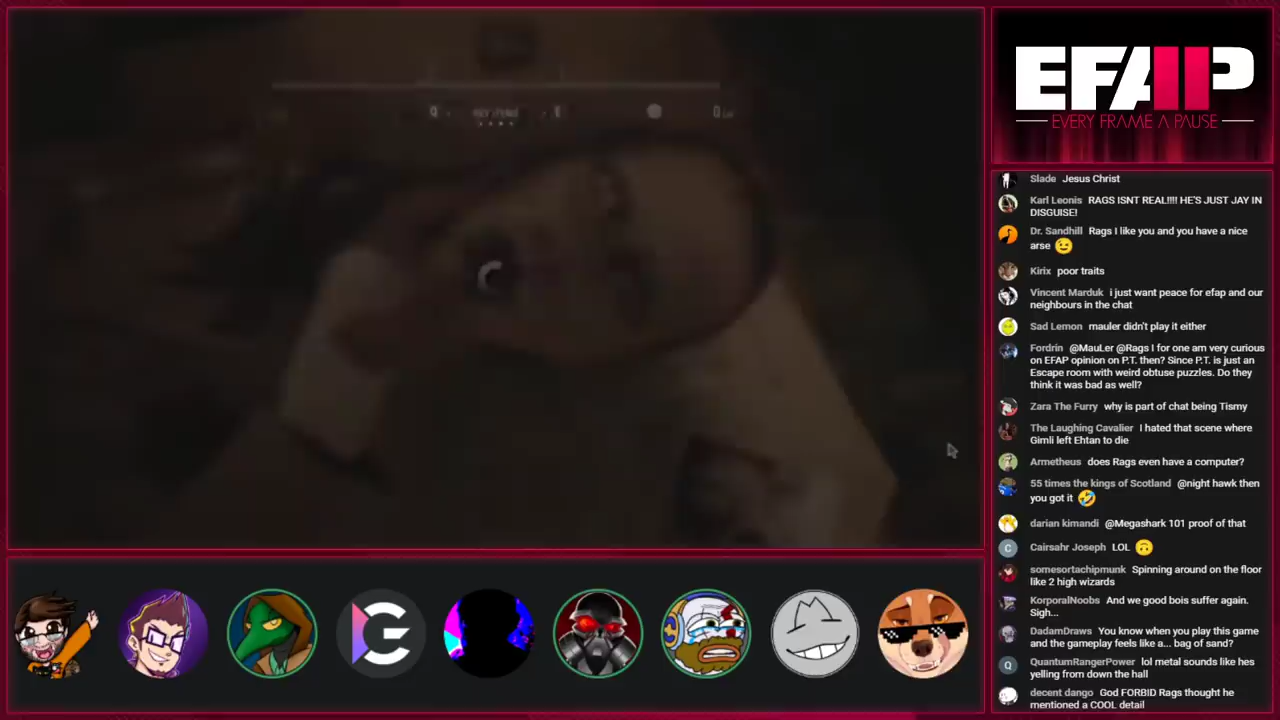 EFAP
EVERY FRAME A PAUSE
Slade Jesus Christ
Karl Leonis RAGS ISNT REAL!!!! HE'S JUST JAY IN
DISGUISE!
Dr. Sandhill Rags I like you and you have a nice
arse 😉
Kirix poor traits
Vincent Marduk i just want peace for efap and our
neighbours in the chat
Sad Lemon mauler didn't play it either
Fordrin @MauLer @Rags I for one am very curious
on EFAP opinion on P.T. then? Since P.T. is just an
Escape room with weird obtuse puzzles. Do they
think it was bad as well?
Zara The Furry why is part of chat being Tismy
The Laughing Cavalier I hated that scene where
Gimli left Ehtan to die
Armetheus does Rags even have a computer?
55 times the kings of Scotland @night hawk then
you got it 🤣
darian kimandi @Megashark 101 proof of that
C Cairsahr Joseph LOL 🙃
somesortachipmunk Spinning around on the floor
like 2 high wizards
KorporalNoobs And we good bois suffer again.
Sigh...
DadamDraws You know when you play this game
and the gameplay feels like a... bag of sand?
Q QuantumRangerPower lol metal sounds like hes
yelling from down the hall
decent dango God FORBID Rags thought he
mentioned a COOL detail